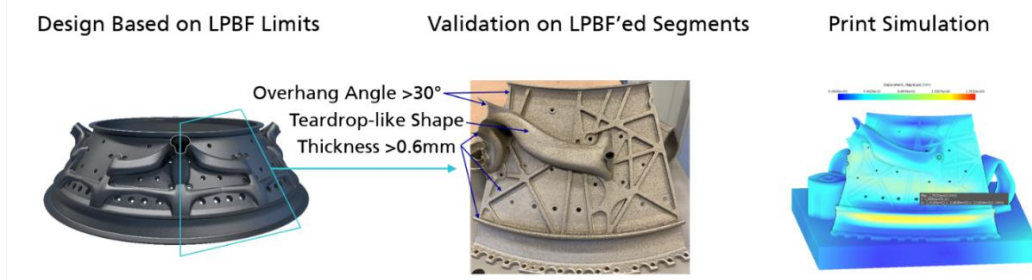 Design Based on LPBF Limits
Validation on LPBF'ed Segments
Print Simulation
Overhang Angle >30°
Teardrop-like Shape
Thickness >0.6mm